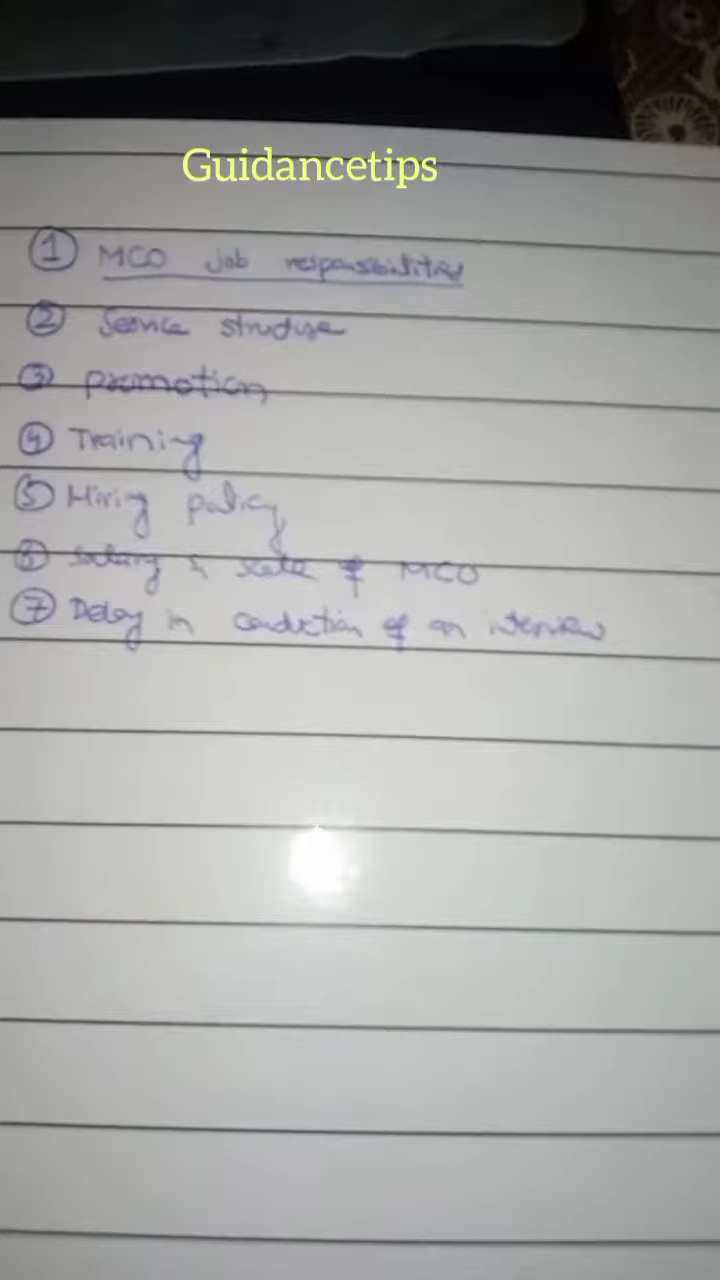 Guidancetips
1 MCO Job responsibilities
2 Service structure
3 promotion
4 Training
5 Hiring policy
6 Salary & scale of MCO
7 Delay in conduction of an interview